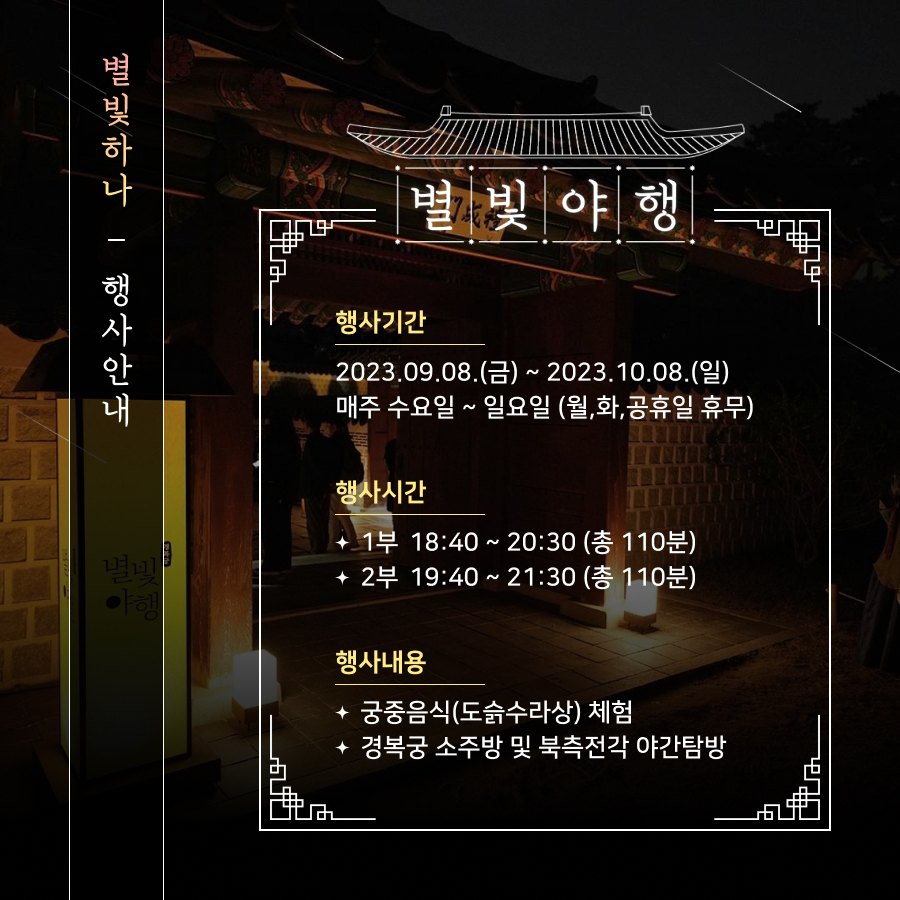 별빛하나 - 행사안내
별빛야행
행사기간
2023.09.08.(금) ~ 2023.10.08.(일)
매주 수요일 ~ 일요일 (월,화,공휴일 휴무)
행사시간
✦ 1부 18:40 ~ 20:30 (총 110분)
✦ 2부 19:40 ~ 21:30 (총 110분)
행사내용
✦ 궁중음식(도슭수라상) 체험
✦ 경복궁 소주방 및 북측전각 야간탐방
별빛
야행